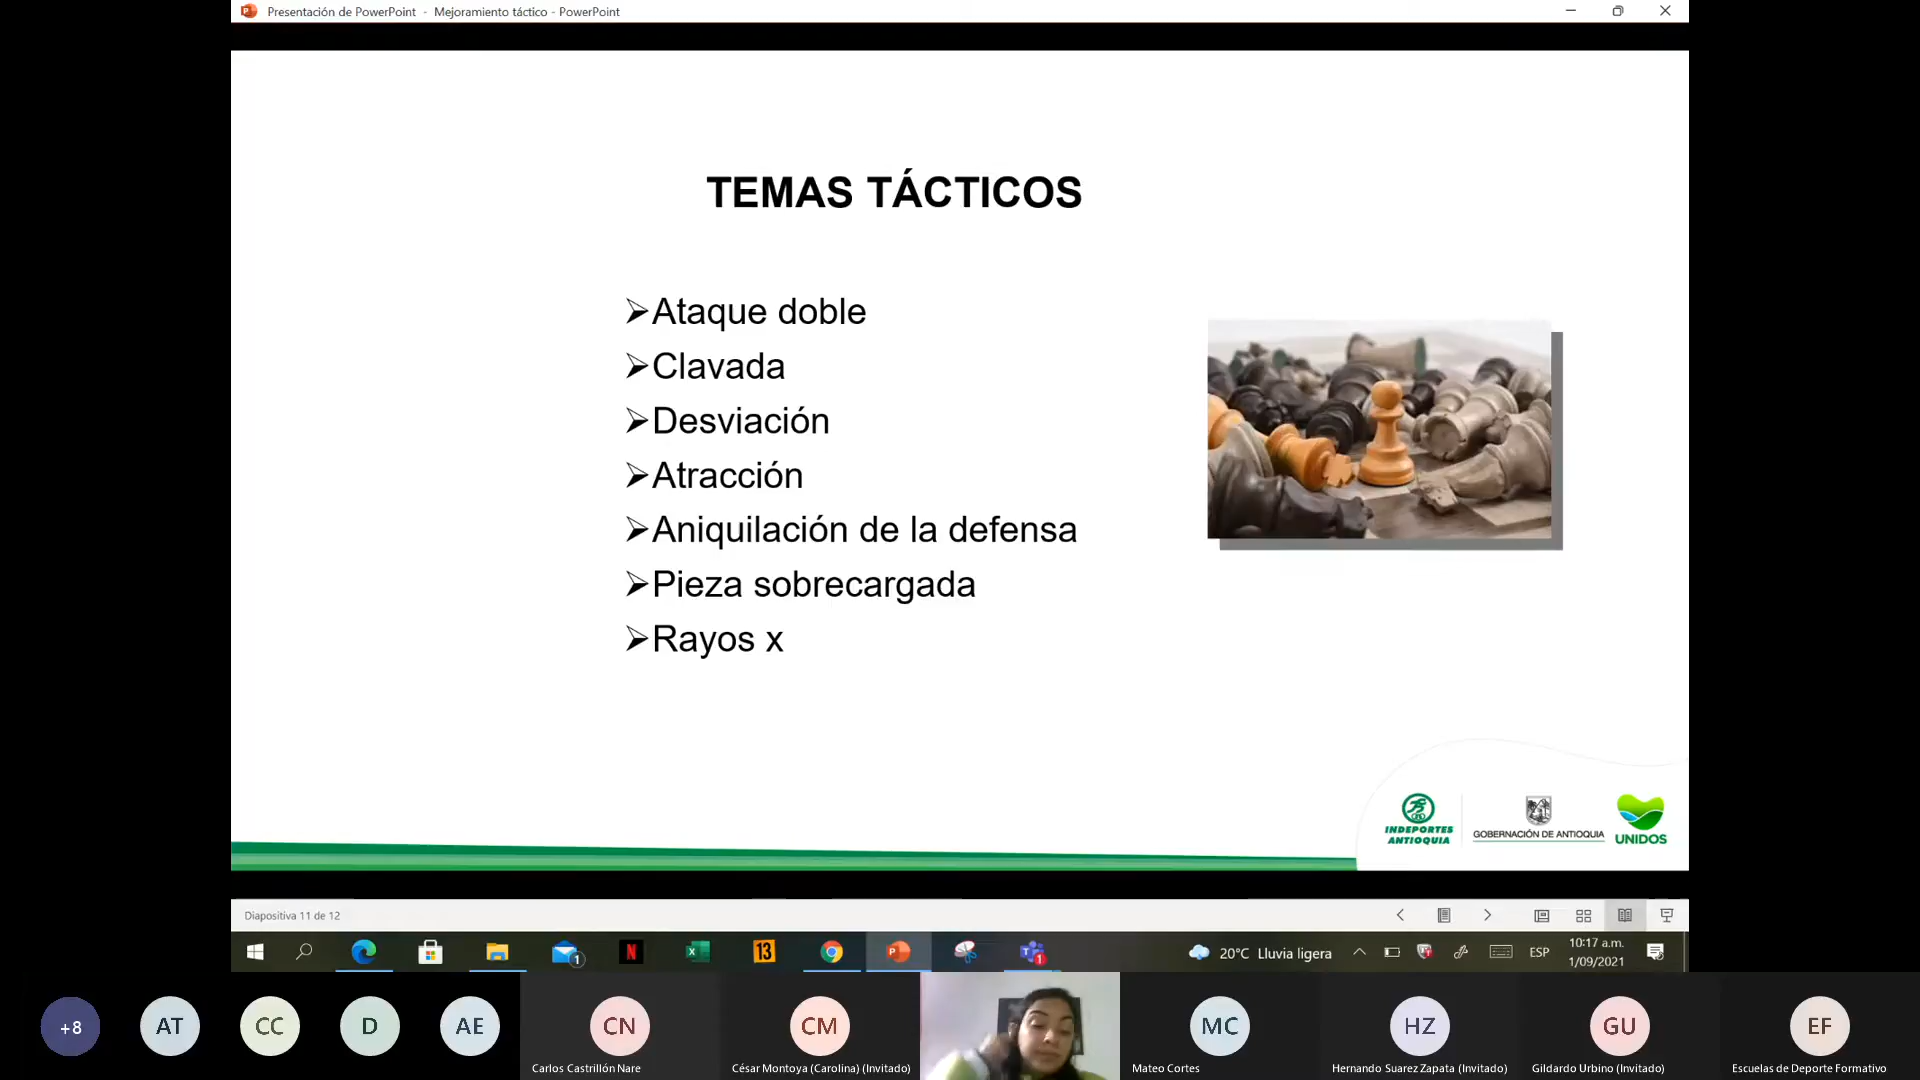 Presentación de PowerPoint - Mejoramiento táctico - PowerPoint
TEMAS TÁCTICOS
Ataque doble
Clavada
Desviación
Atracción
Aniquilación de la defensa
Pieza sobrecargada
Rayos x
INDEPORTES
ANTIOQUIA
GOBERNACIÓN DE ANTIOQUIA
UNIDOS
Diapositiva 11 de 12
1
N
13
1
20°C Lluvia ligera
ESP
10:17 a.m.
1/09/2021
+8
AT
CC
D
AE
CN
CM
MC
HZ
GU
EF
Carlos Castrillón Nare
César Montoya (Carolina) (Invitado)
Mateo Cortes
Hernando Suarez Zapata (Invitado)
Gildardo Urbino (Invitado)
Escuelas de Deporte Formativo